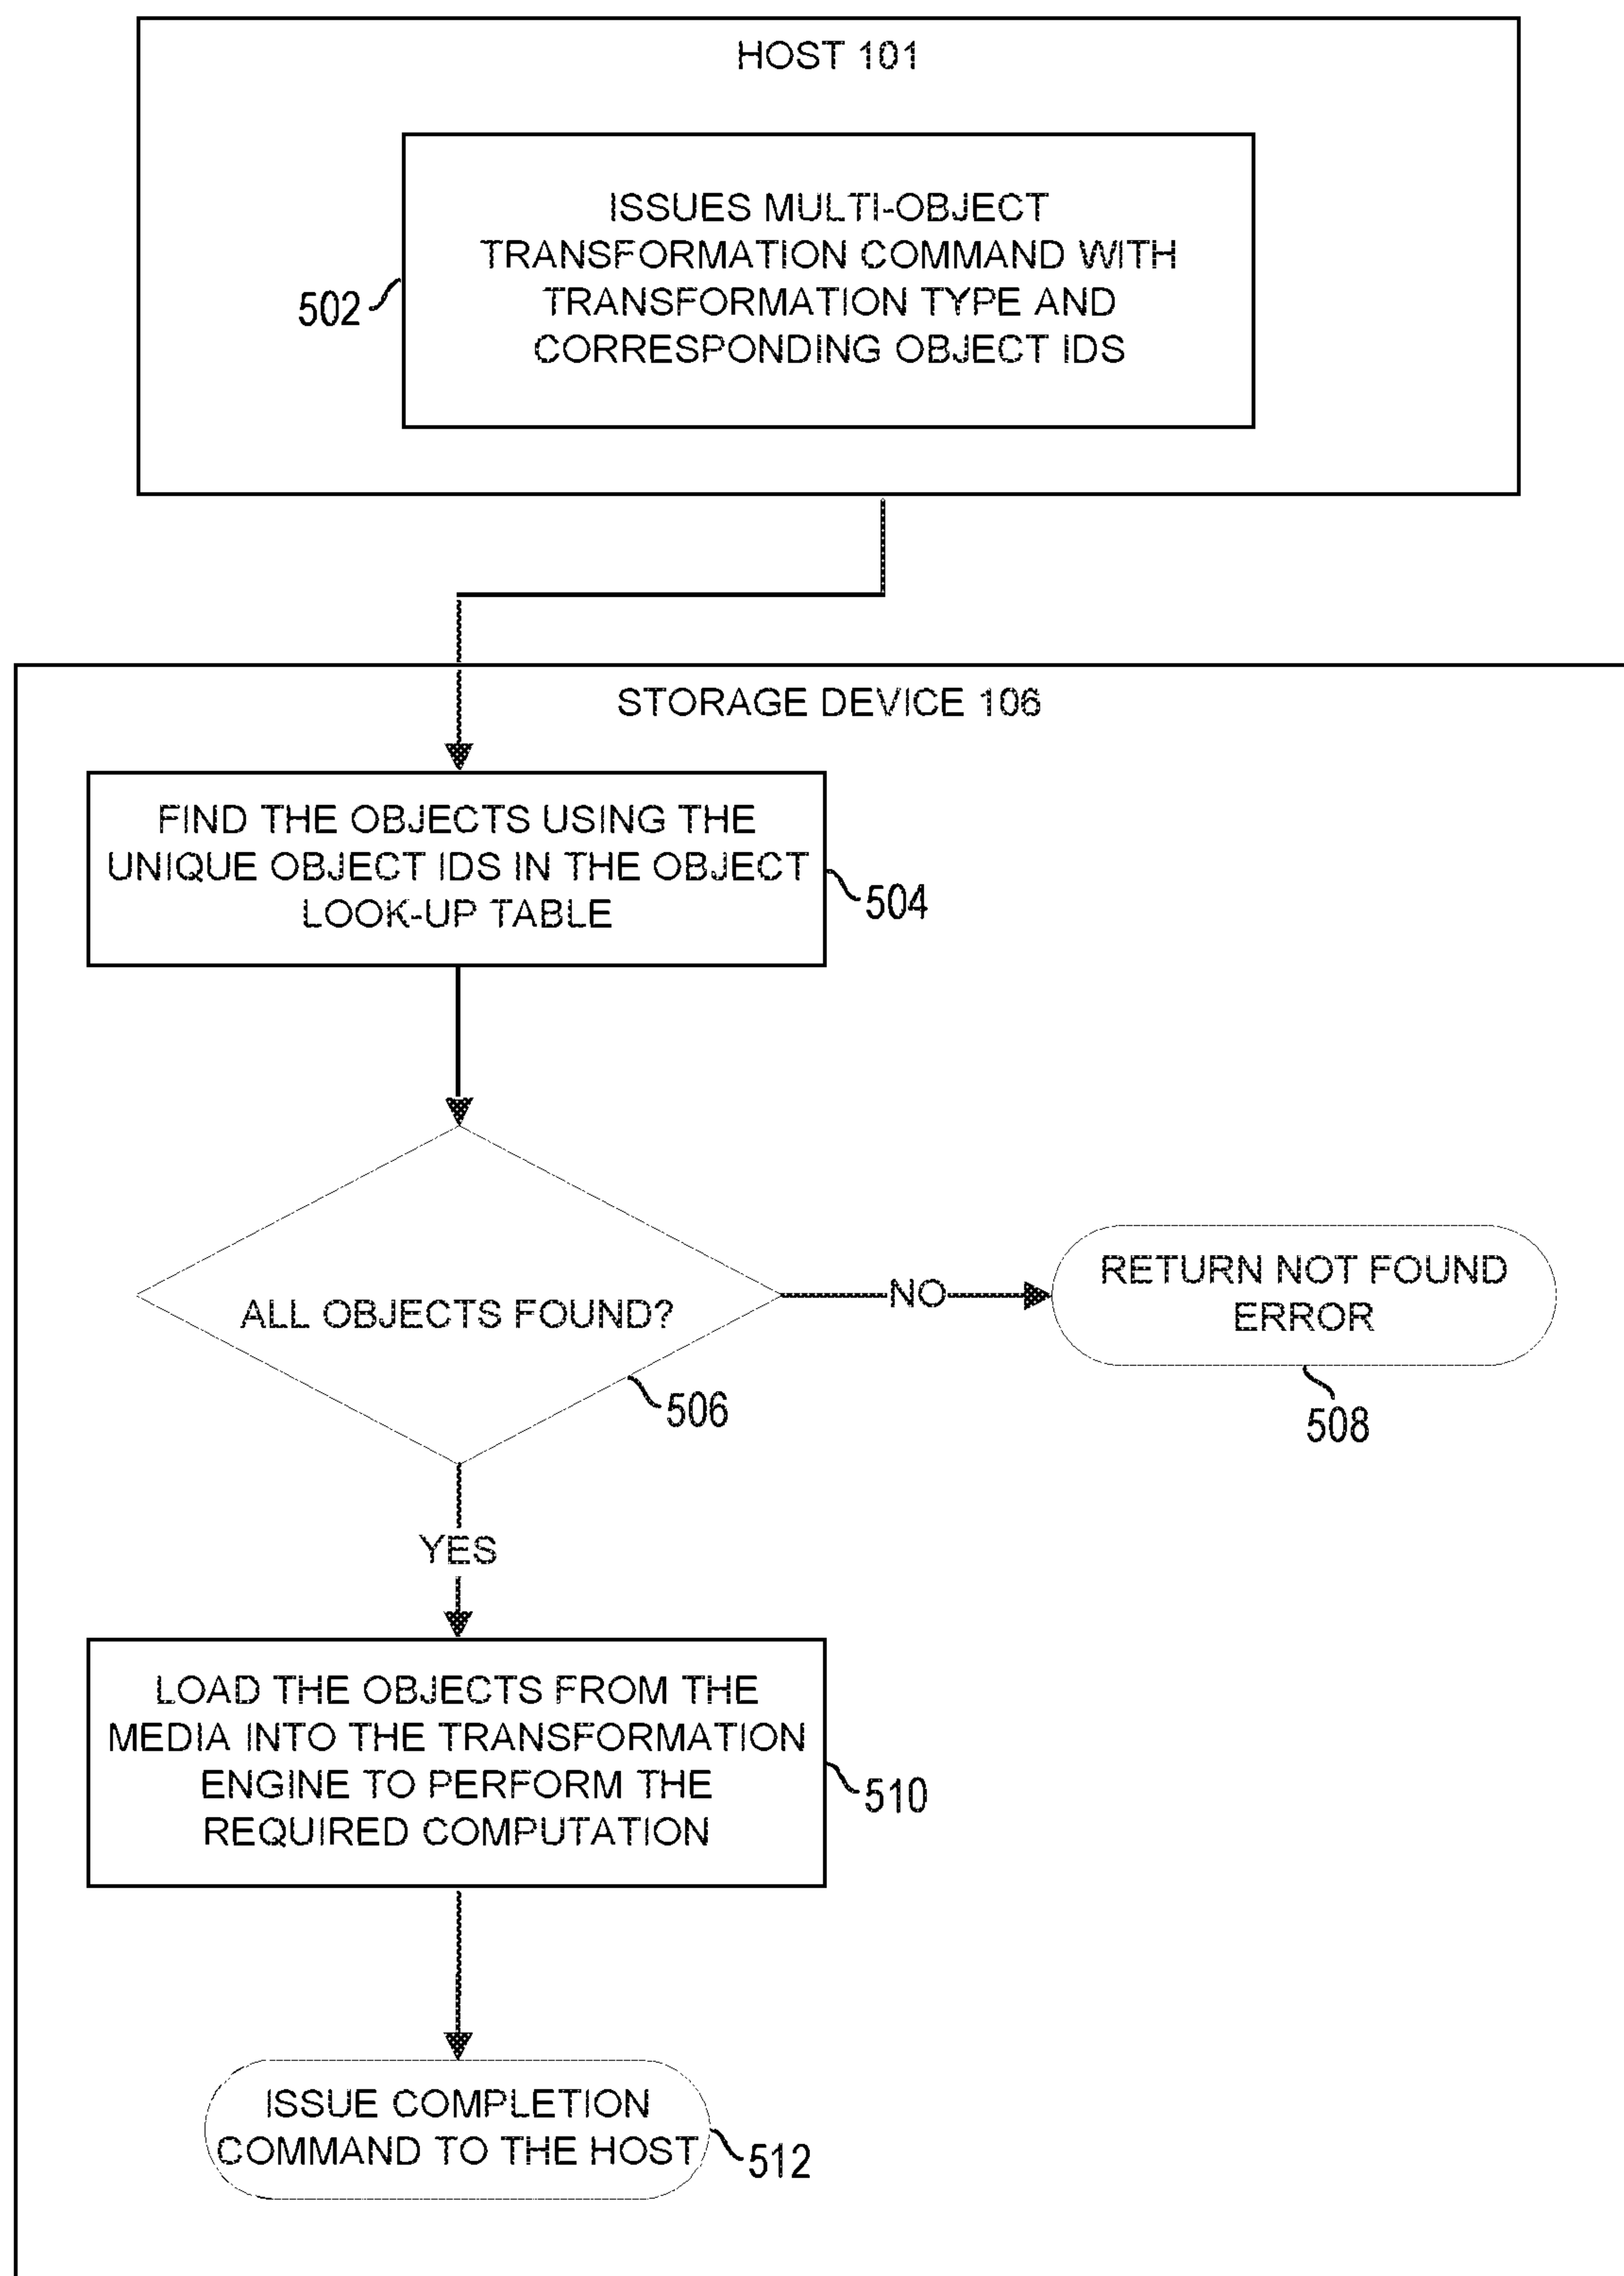 HOST 101
ISSUES MULTI-OBJECT
TRANSFORMATION COMMAND WITH
TRANSFORMATION TYPE AND
CORRESPONDING OBJECT IDS
502
STORAGE DEVICE 106
FIND THE OBJECTS USING THE
UNIQUE OBJECT IDS IN THE OBJECT
LOOK-UP TABLE
504
ALL OBJECTS FOUND?
506
NO
RETURN NOT FOUND
ERROR
508
YES
LOAD THE OBJECTS FROM THE
MEDIA INTO THE TRANSFORMATION
ENGINE TO PERFORM THE
REQUIRED COMPUTATION
510
ISSUE COMPLETION
COMMAND TO THE HOST
512